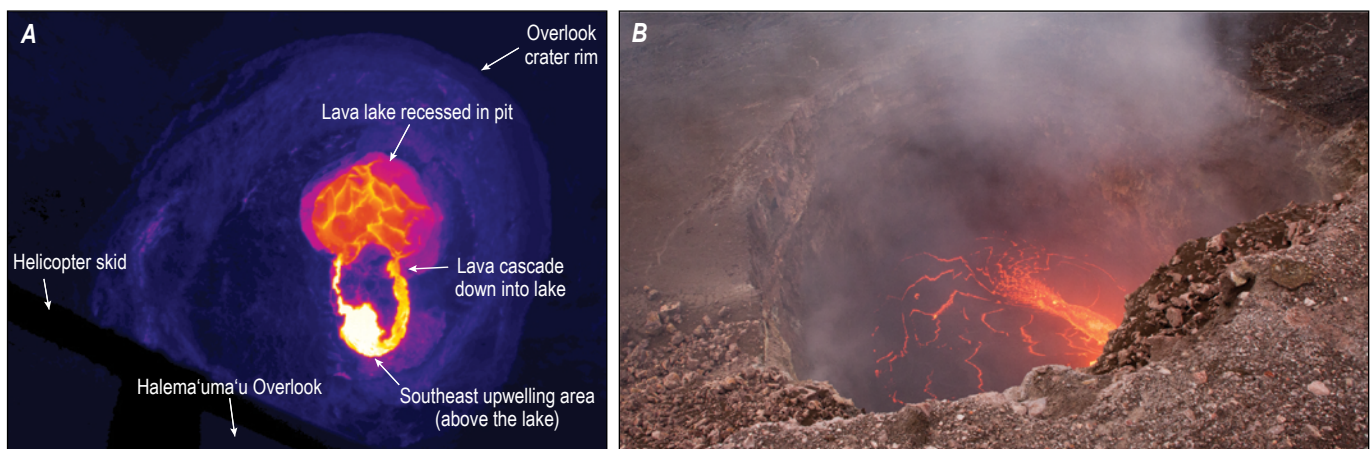 A
Overlook
crater rim
Lava lake recessed in pit
Helicopter skid
Lava cascade
down into lake
Halema‘uma‘u Overlook
Southeast upwelling area
(above the lake)
B